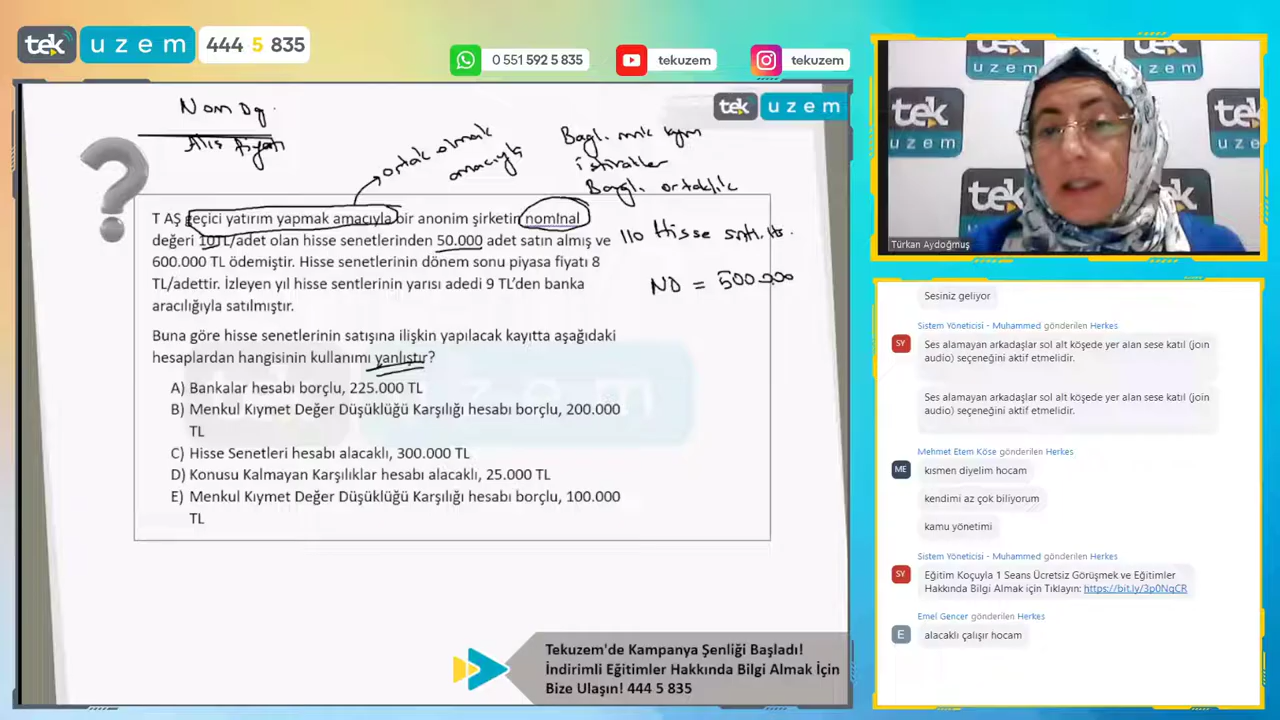 tek uzem 444 5 835
0 551 592 5 835 tekuzem tekuzem
tek uzem
Nom Dğ.
Alış Fiyatı
ortak olmak
amacıyla
Bağl. mnk kym
iştirakler
Bağl. ortaklık
T AŞ geçici yatırım yapmak amacıyla bir anonim şirketin nominal
değeri 10TL/adet olan hisse senetlerinden 50.000 adet satın almış ve
600.000 TL ödemiştir. Hisse senetlerinin dönem sonu piyasa fiyatı 8
TL/adettir. İzleyen yıl hisse sentlerinin yarısı adedi 9 TL'den banka
aracılığıyla satılmıştır.
110 Hisse sntl. Hs.
ND = 500.000
Buna göre hisse senetlerinin satışına ilişkin yapılacak kayıtta aşağıdaki
hesaplardan hangisinin kullanımı yanlıştır?
A) Bankalar hesabı borçlu, 225.000 TL
B) Menkul Kıymet Değer Düşüklüğü Karşılığı hesabı borçlu, 200.000
TL
C) Hisse Senetleri hesabı alacaklı, 300.000 TL
D) Konusu Kalmayan Karşılıklar hesabı alacaklı, 25.000 TL
E) Menkul Kıymet Değer Düşüklüğü Karşılığı hesabı borçlu, 100.000
TL
Tekuzem'de Kampanya Şenliği Başladı!
İndirimli Eğitimler Hakkında Bilgi Almak İçin
Bize Ulaşın! 444 5 835
tek uzem
Türkan Aydoğmuş
Sesiniz geliyor
Sistem Yöneticisi - Muhammed gönderilen Herkes
SY
Ses alamayan arkadaşlar sol alt köşede yer alan sese katıl (join
audio) seçeneğini aktif etmelidir.
Ses alamayan arkadaşlar sol alt köşede yer alan sese katıl (join
audio) seçeneğini aktif etmelidir.
Mehmet Etem Köse gönderilen Herkes
ME
kısmen diyelim hocam
kendimi az çok biliyorum
kamu yönetimi
Sistem Yöneticisi - Muhammed gönderilen Herkes
SY
Eğitim Koçuyla 1 Seans Ücretsiz Görüşmek ve Eğitimler
Hakkında Bilgi Almak için Tıklayın: https://bit.ly/3p0NqCR
Emel Gencer gönderilen Herkes
E
alacaklı çalışır hocam